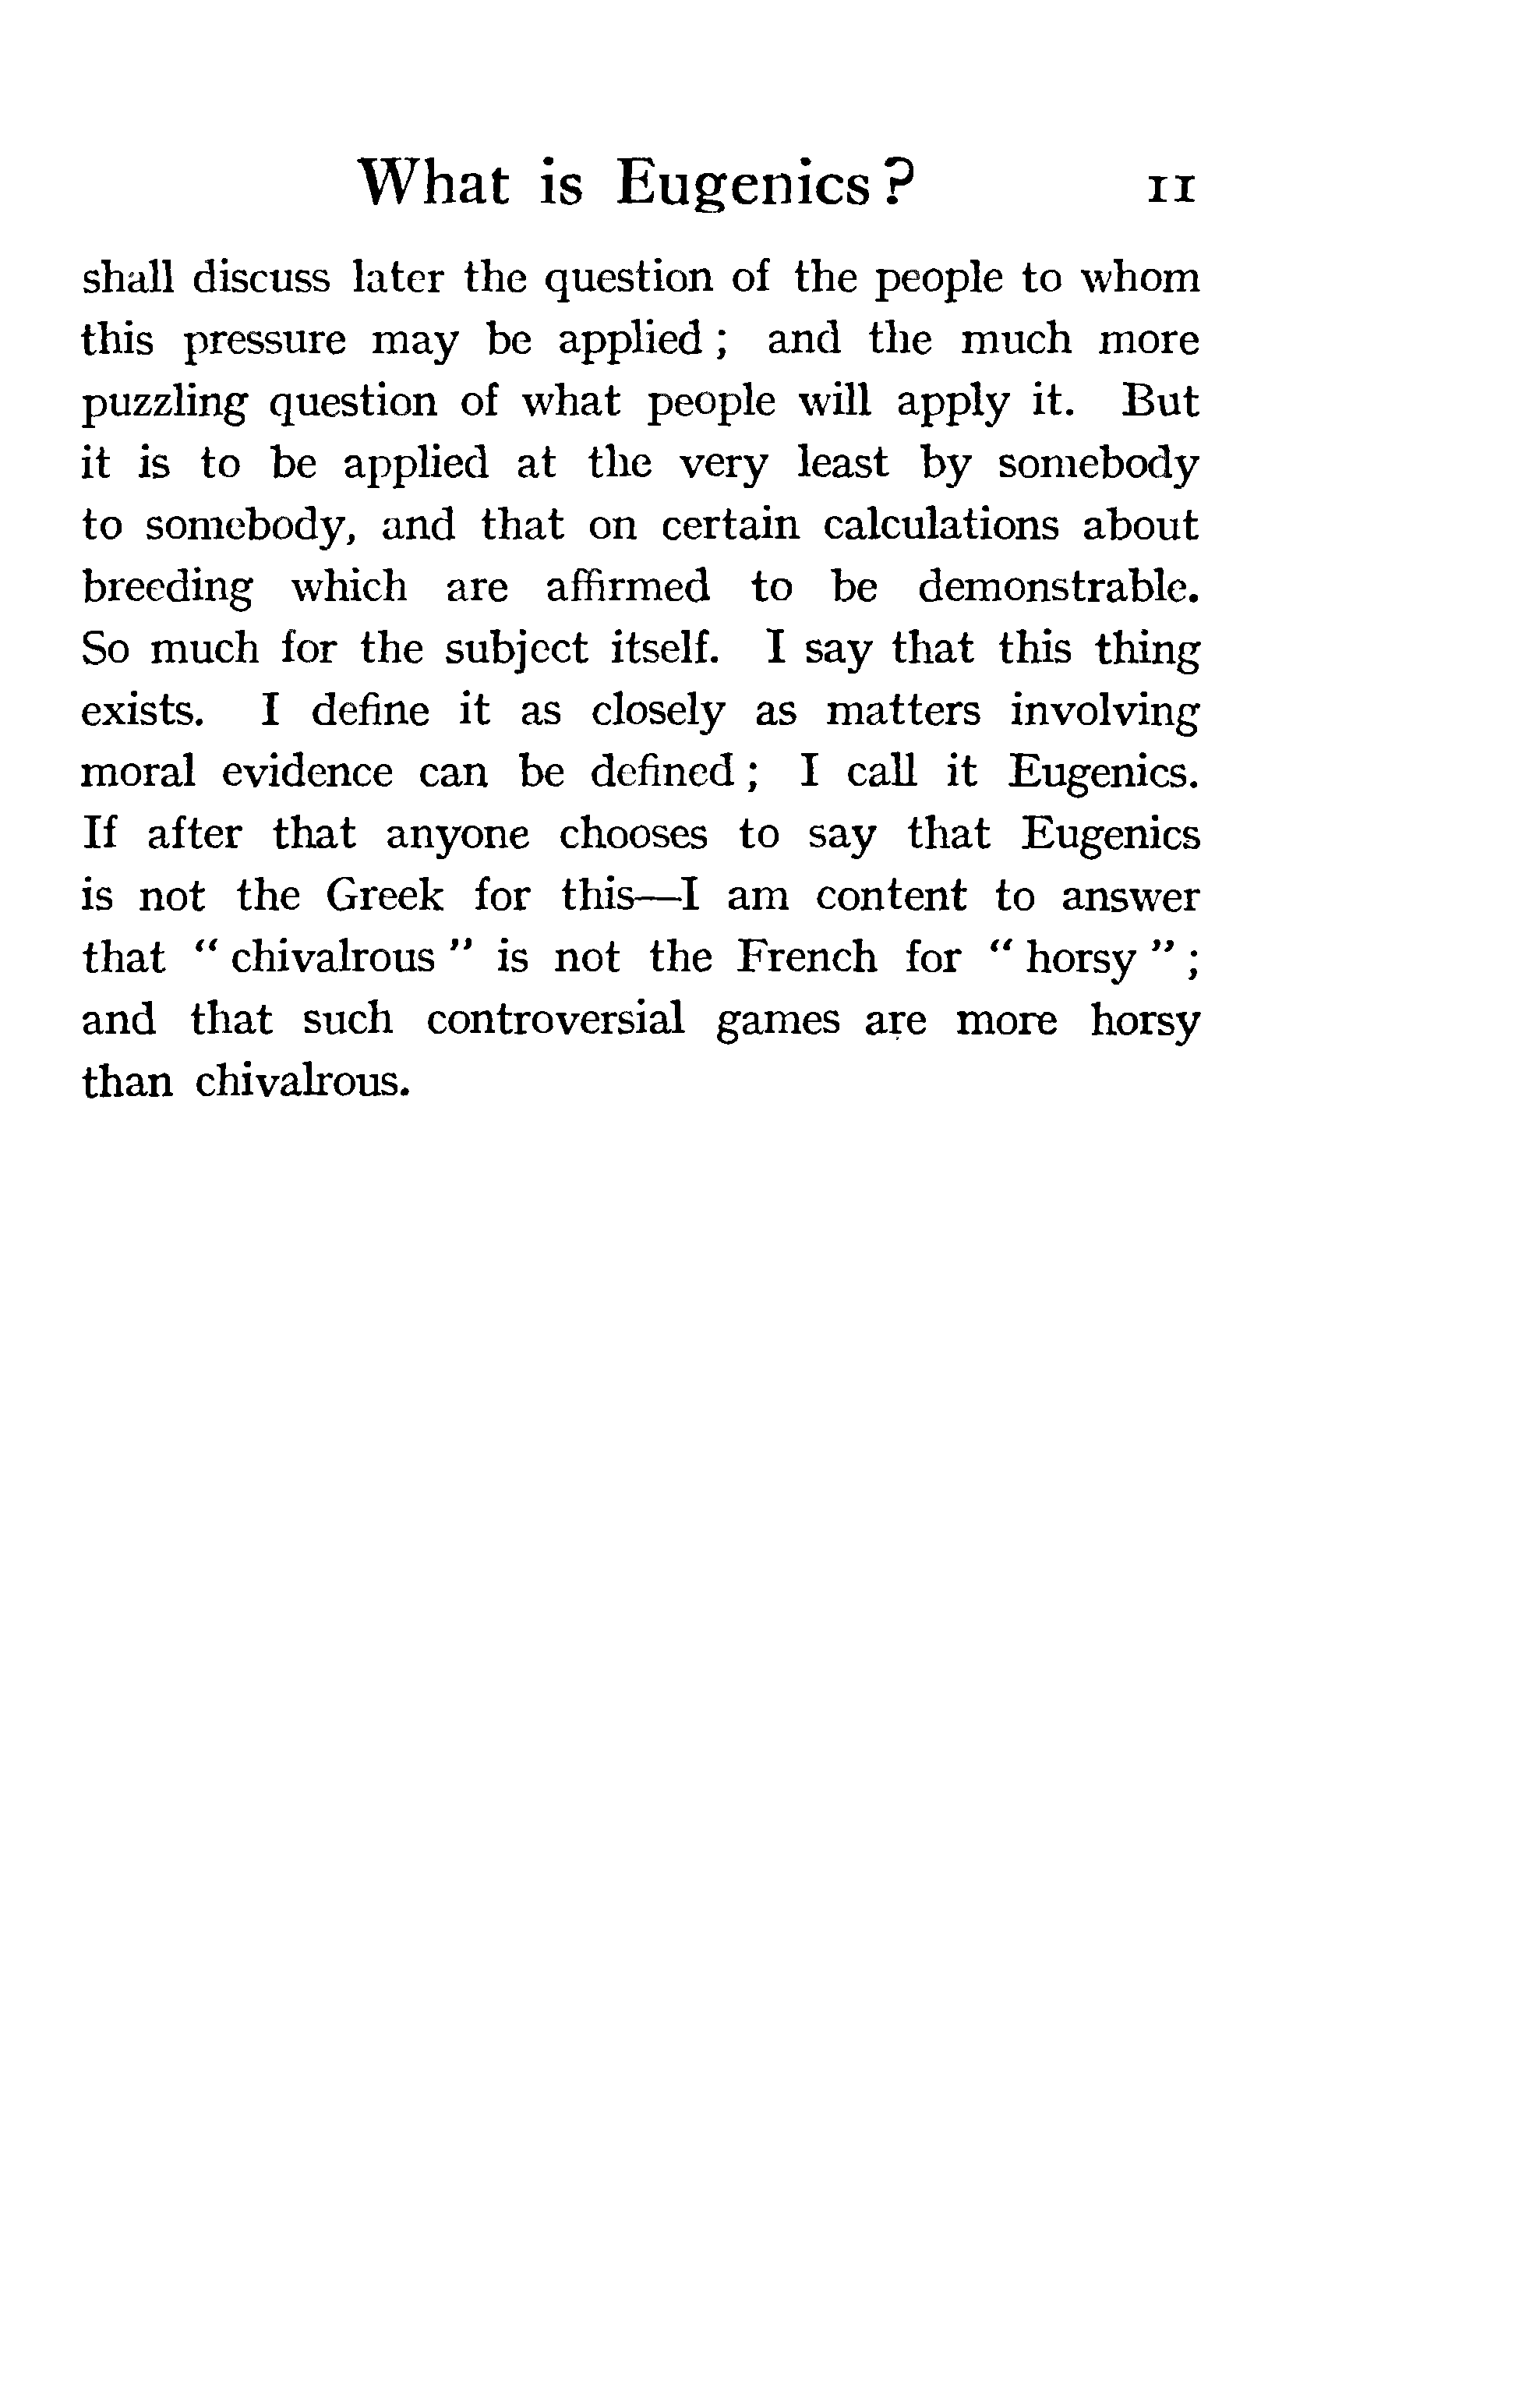 What is Eugenics? 11
shall discuss later the question of the people to whom
this pressure may be applied ; and the much more
puzzling question of what people will apply it. But
it is to be applied at the very least by somebody
to somebody, and that on certain calculations about
breeding which are affirmed to be demonstrable.
So much for the subject itself. I say that this thing
exists. I define it as closely as matters involving
moral evidence can be defined ; I call it Eugenics.
If after that anyone chooses to say that Eugenics
is not the Greek for this—I am content to answer
that “ chivalrous ” is not the French for “ horsy ” ;
and that such controversial games are more horsy
than chivalrous.